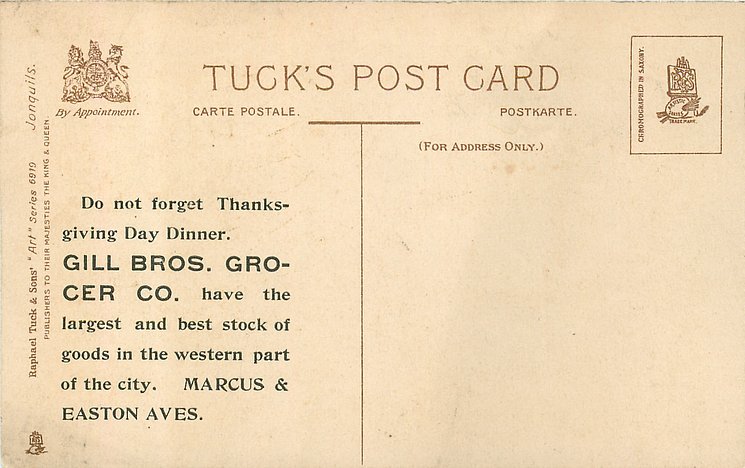 TUCK'S POST CARD
By Appointment.
CARTE POSTALE.
POSTKARTE.
(FOR ADDRESS ONLY.)
CHROMOGRAPHED IN SAXONY.
TRADE MARK.
Raphael Tuck & Sons' "Art" Series 6919 Jonquils.
PUBLISHERS TO THEIR MAJESTIES THE KING & QUEEN.
Do not forget Thanks-
giving Day Dinner.
GILL BROS. GRO-
CER CO. have the
largest and best stock of
goods in the western part
of the city. MARCUS &
EASTON AVES.